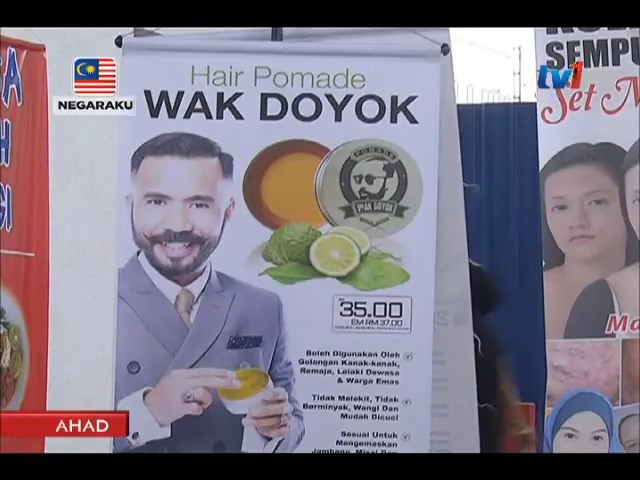 Hair Pomade
WAK DOYOK
POMADE
WAK DOYOK
35.00
EM RM 37.00
Boleh Digunakan Oleh
Golongan Kanak-kanak,
Remaja, Lelaki Dewasa
& Warga Emas
Tidak Melekit, Tidak
Berminyak, Wangi Dan
Mudah Dicuci
Sesuai Untuk
Mengemaskan
Jambang, Misai Dan
NEGARAKU
tv1
SEMPU
Set
Ma
AHAD